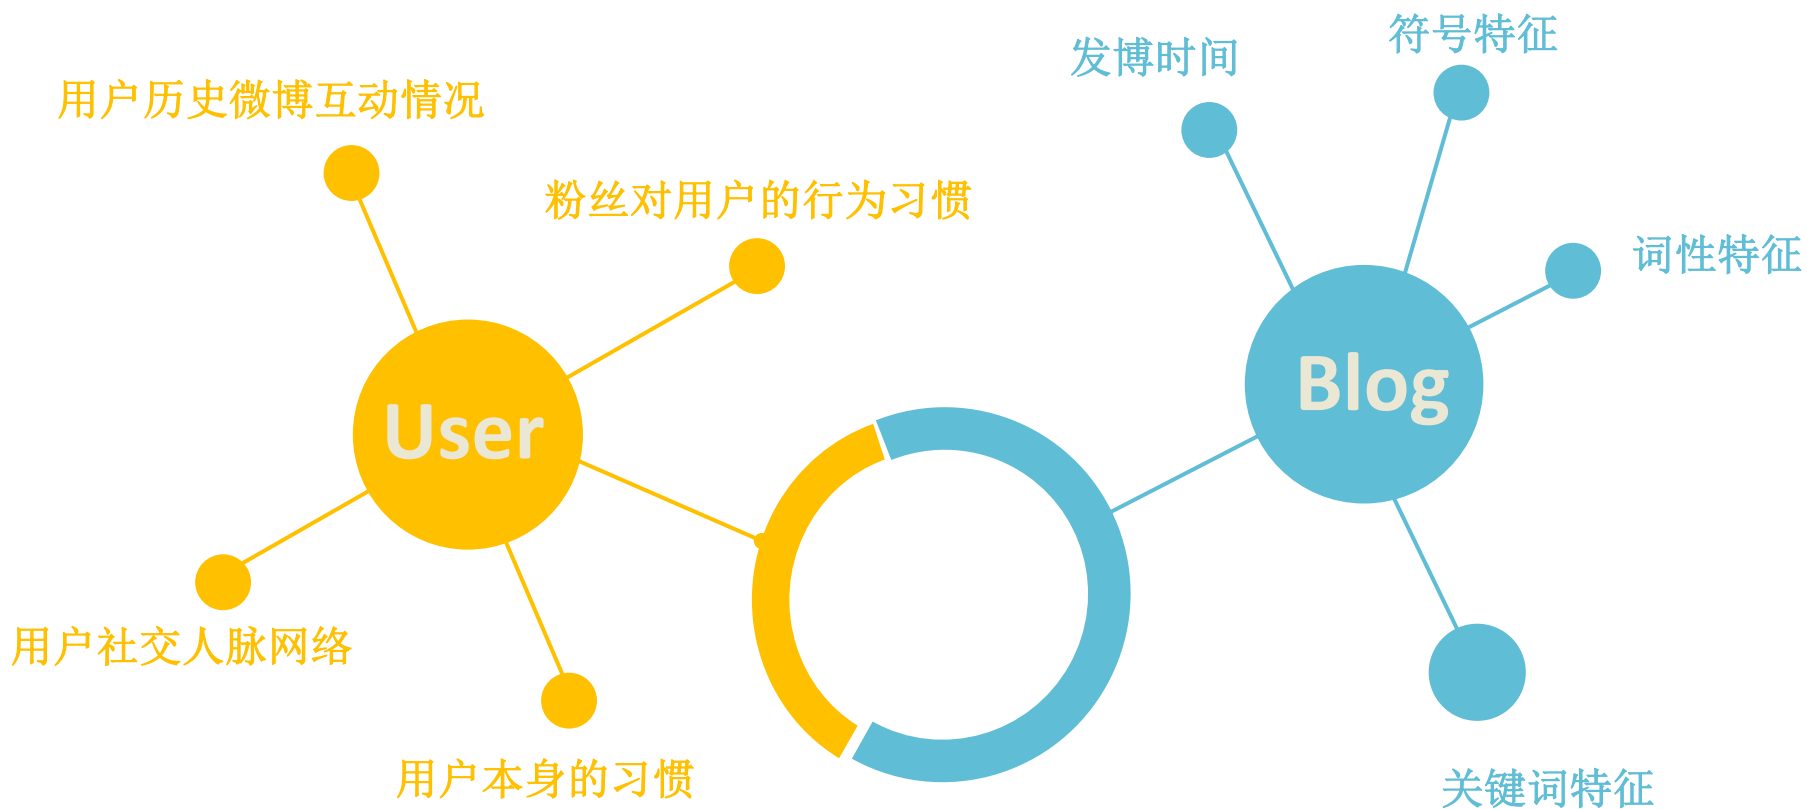 用户历史微博互动情况
粉丝对用户的行为习惯
User
用户社交人脉网络
用户本身的习惯
发博时间
符号特征
词性特征
Blog
关键词特征